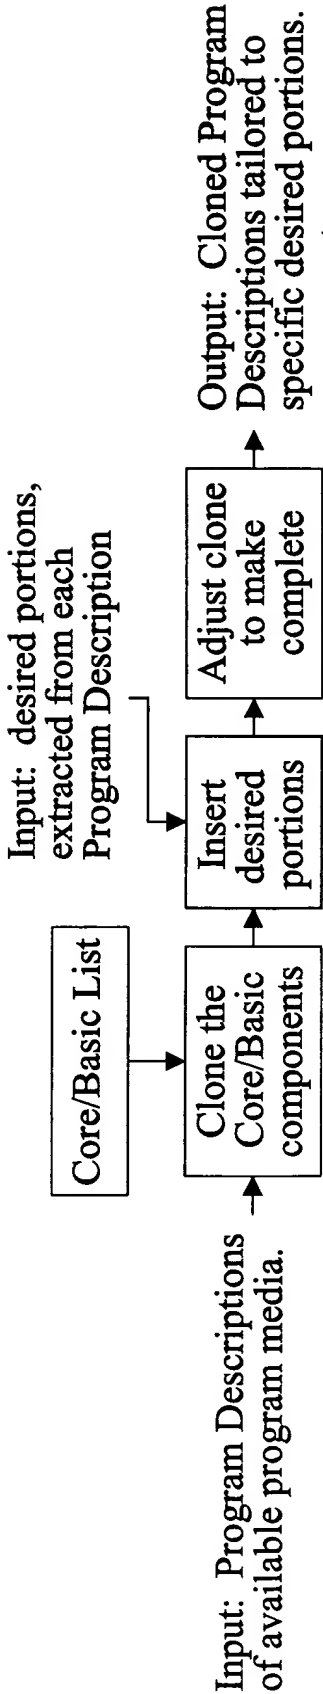 Input: Program Descriptions
of available program media.
Core/Basic List
Clone the
Core/Basic
components
Input: desired portions,
extracted from each
Program Description
Insert
desired
portions
Adjust clone
to make
complete
Output: Cloned Program
Descriptions tailored to
specific desired portions.